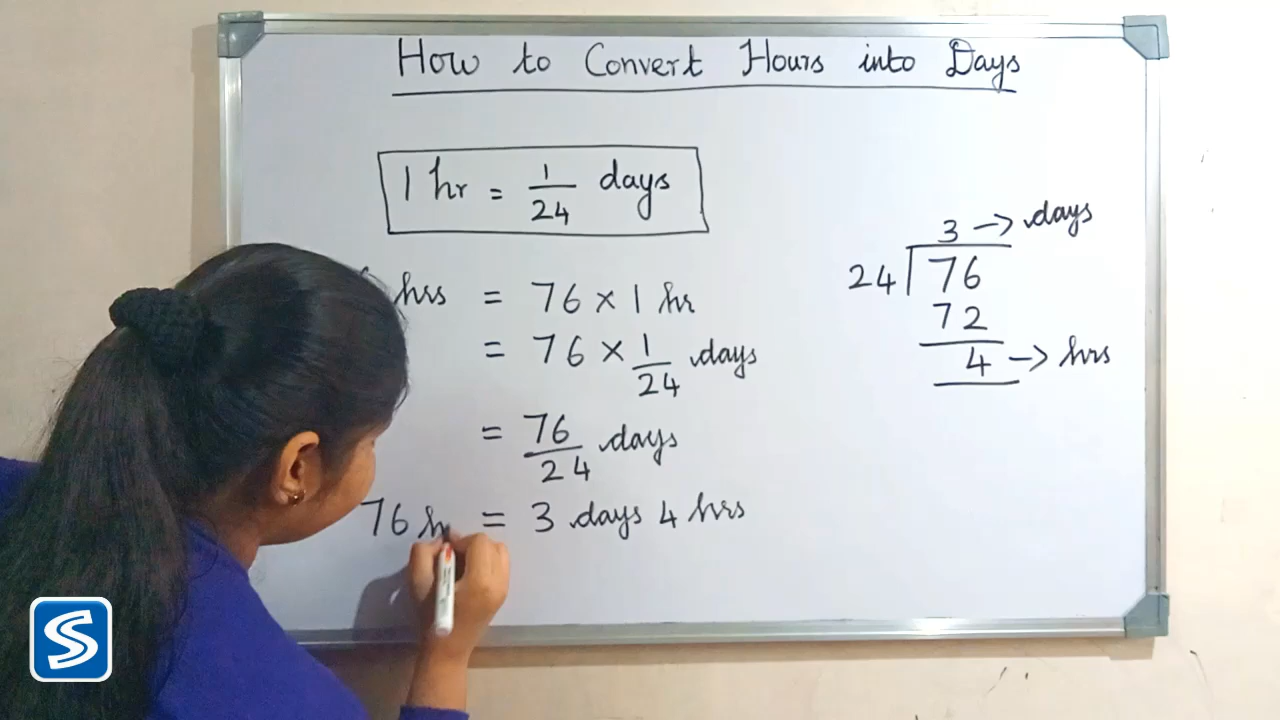 How to Convert Hours into Days
1 hr = 1/24 days
hrs = 76 × 1 hr
= 76 × 1/24 days
= 76/24 days
76 h = 3 days 4 hrs
3 → days
24 76
72
4 → hrs
S